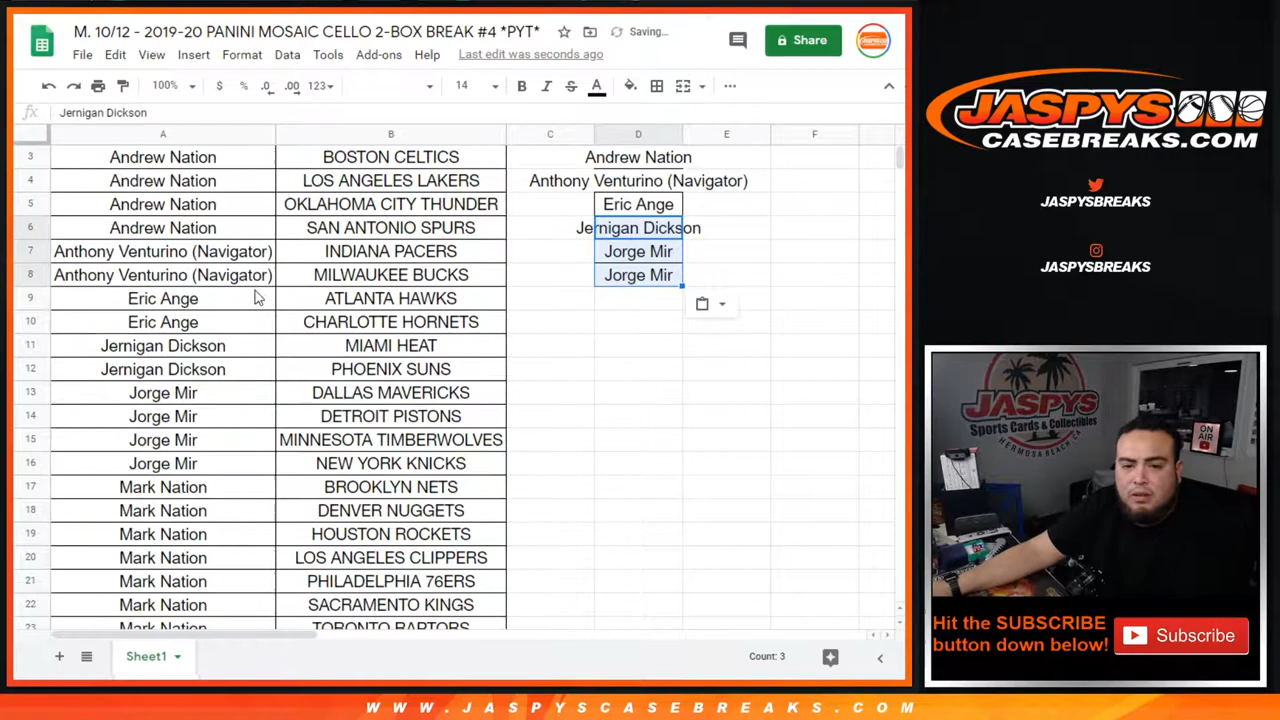 M. 10/12 - 2019-20 PANINI MOSAIC CELLO 2-BOX BREAK #4 *PYT*
Saving...
File Edit View Insert Format Data Tools Add-ons Help Last edit was seconds ago
Share
100% $ % .0 .00 123 14 B I S A
fx Jernigan Dickson
A B C D E F
3 Andrew Nation BOSTON CELTICS Andrew Nation
4 Andrew Nation LOS ANGELES LAKERS Anthony Venturino (Navigator)
5 Andrew Nation OKLAHOMA CITY THUNDER Eric Ange
6 Andrew Nation SAN ANTONIO SPURS Jernigan Dickson
7 Anthony Venturino (Navigator) INDIANA PACERS Jorge Mir
8 Anthony Venturino (Navigator) MILWAUKEE BUCKS Jorge Mir
9 Eric Ange ATLANTA HAWKS
10 Eric Ange CHARLOTTE HORNETS
11 Jernigan Dickson MIAMI HEAT
12 Jernigan Dickson PHOENIX SUNS
13 Jorge Mir DALLAS MAVERICKS
14 Jorge Mir DETROIT PISTONS
15 Jorge Mir MINNESOTA TIMBERWOLVES
16 Jorge Mir NEW YORK KNICKS
17 Mark Nation BROOKLYN NETS
18 Mark Nation DENVER NUGGETS
19 Mark Nation HOUSTON ROCKETS
20 Mark Nation LOS ANGELES CLIPPERS
21 Mark Nation PHILADELPHIA 76ERS
22 Mark Nation SACRAMENTO KINGS
23 Mark Nation TORONTO RAPTORS
Sheet1
Count: 3
JASPYS
CASEBREAKS.COM
JASPYSBREAKS
JASPYSBREAKS
JASPYS
Sports Cards & Collectibles
HERMOSA BEACH, CA
ON AIR
Hit the SUBSCRIBE
button down below!
Subscribe
WWW.JASPYSCASEBREAKS.COM